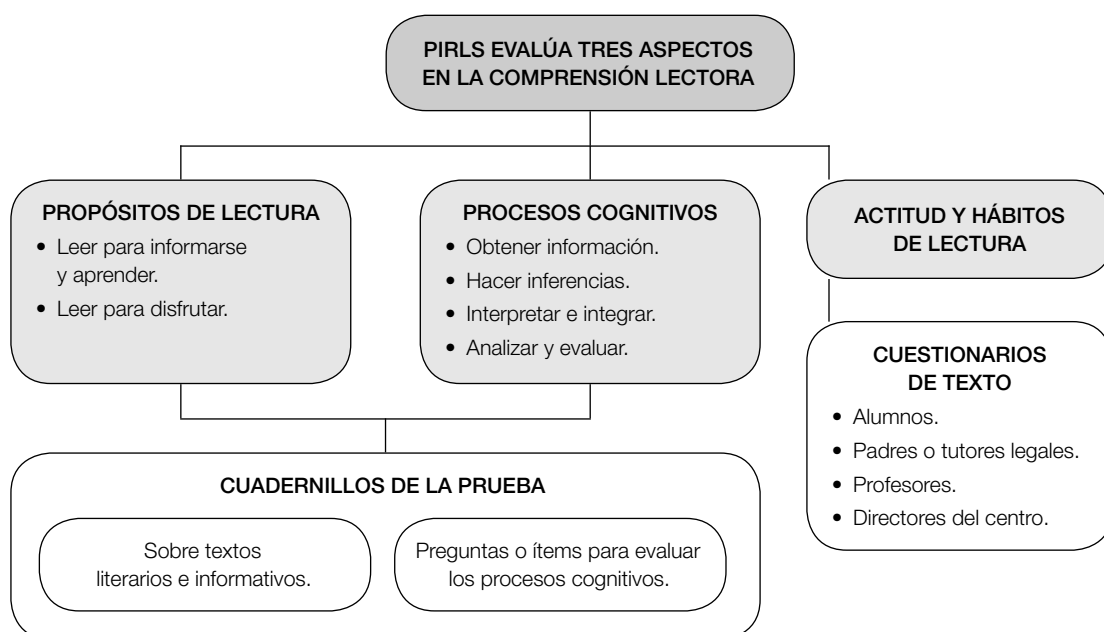 PIRLS EVALÚA TRES ASPECTOS
EN LA COMPRENSIÓN LECTORA
PROPÓSITOS DE LECTURA
• Leer para informarse
y aprender.
• Leer para disfrutar.
PROCESOS COGNITIVOS
• Obtener información.
• Hacer inferencias.
• Interpretar e integrar.
• Analizar y evaluar.
ACTITUD Y HÁBITOS
DE LECTURA
CUESTIONARIOS
DE TEXTO
• Alumnos.
• Padres o tutores legales.
• Profesores.
• Directores del centro.
CUADERNILLOS DE LA PRUEBA
Sobre textos
literarios e informativos.
Preguntas o ítems para evaluar
los procesos cognitivos.